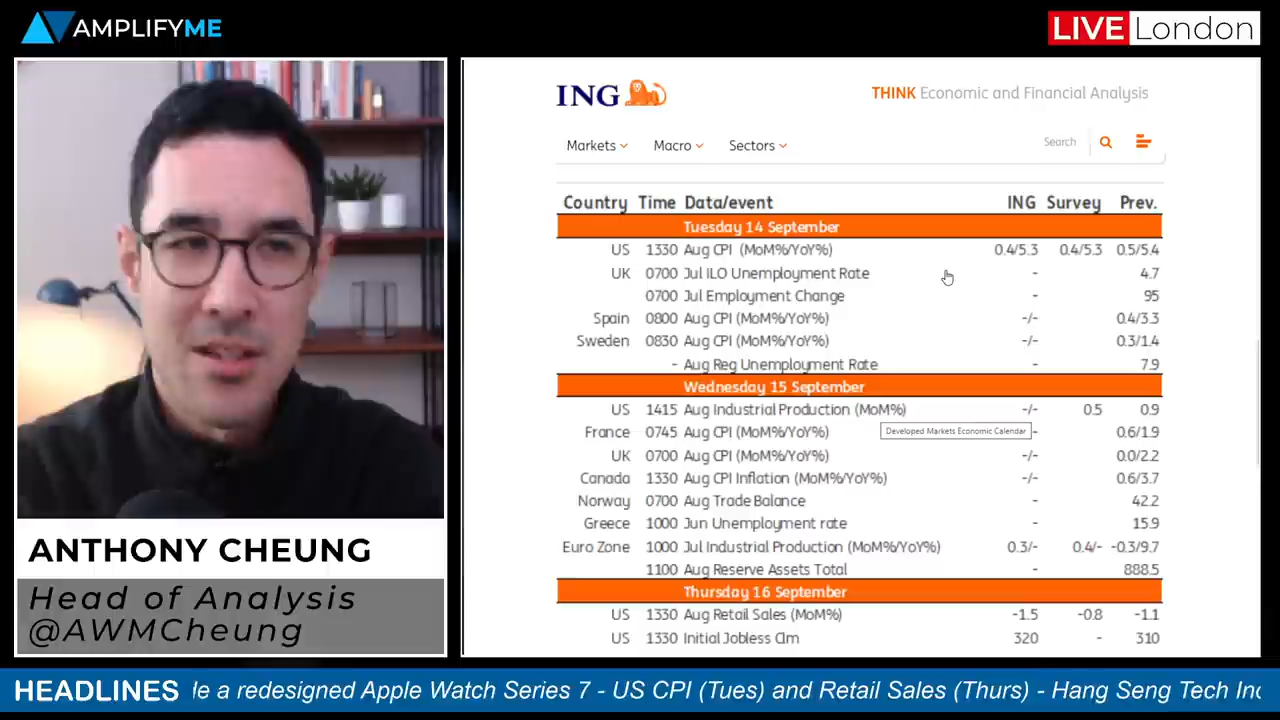 AMPLIFYME
LIVE London
ING
THINK Economic and Financial Analysis
Markets Macro Sectors Search
Country Time Data/event ING Survey Prev.
Tuesday 14 September
US 1330 Aug CPI (MoM%/YoY%) 0.4/5.3 0.4/5.3 0.5/5.4
UK 0700 Jul ILO Unemployment Rate - 4.7
0700 Jul Employment Change - 95
Spain 0800 Aug CPI (MoM%/YoY%) -/- 0.4/3.3
Sweden 0830 Aug CPI (MoM%/YoY%) -/- 0.3/1.4
- Aug Reg Unemployment Rate - 7.9
Wednesday 15 September
US 1415 Aug Industrial Production (MoM%) -/- 0.5 0.9
France 0745 Aug CPI (MoM%/YoY%) - 0.6/1.9
Developed Markets Economic Calendar
UK 0700 Aug CPI (MoM%/YoY%) -/- 0.0/2.2
Canada 1330 Aug CPI Inflation (MoM%/YoY%) -/- 0.6/3.7
Norway 0700 Aug Trade Balance - 42.2
Greece 1000 Jun Unemployment rate - 15.9
Euro Zone 1000 Jul Industrial Production (MoM%/YoY%) 0.3/- 0.4/- -0.3/9.7
1100 Aug Reserve Assets Total - 888.5
Thursday 16 September
US 1330 Aug Retail Sales (MoM%) -1.5 -0.8 -1.1
US 1330 Initial Jobless Clm 320 - 310
ANTHONY CHEUNG
Head of Analysis
@AWMCheung
HEADLINES le a redesigned Apple Watch Series 7 - US CPI (Tues) and Retail Sales (Thurs) - Hang Seng Tech Inc